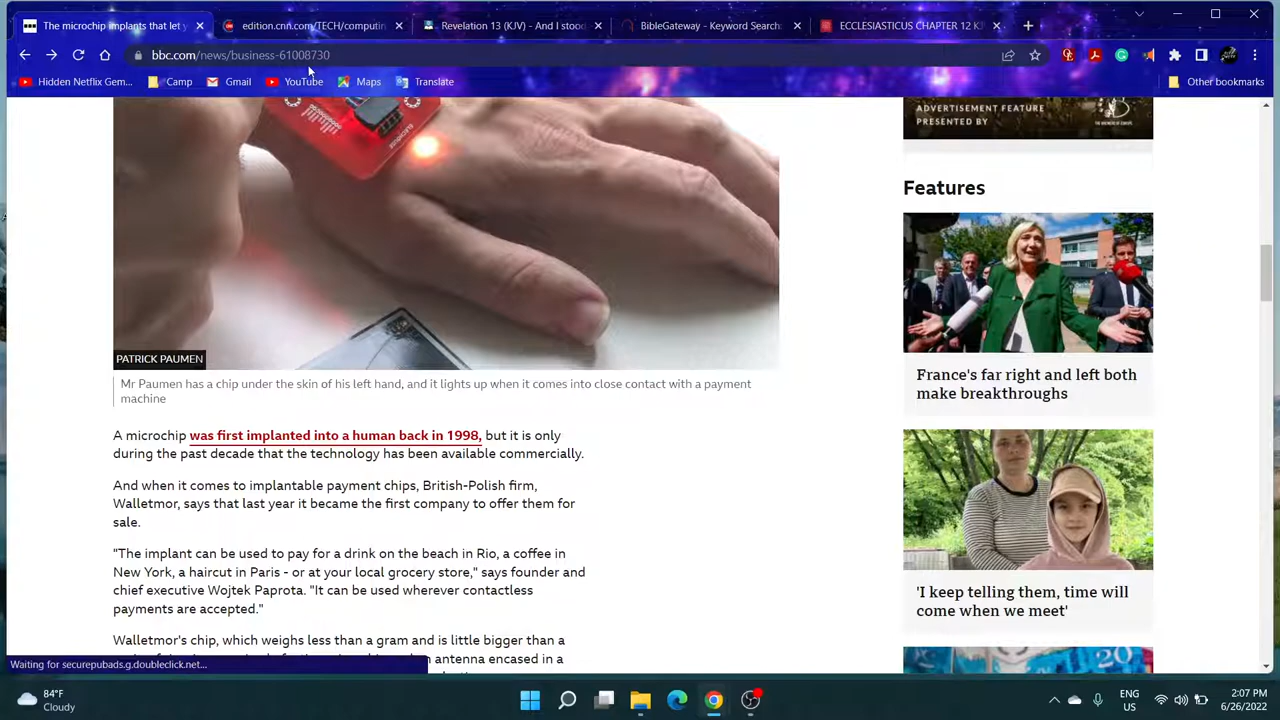 The microchip implants that let y
edition.cnn.com/TECH/computin
Revelation 13 (KJV) - And I stood
BibleGateway - Keyword Search:
ECCLESIASTICUS CHAPTER 12 KJ
bbc.com/news/business-61008730
Hidden Netflix Gem...
Camp
Gmail
YouTube
Maps
Translate
Other bookmarks
ADVERTISEMENT FEATURE
PRESENTED BY
Features
PATRICK PAUMEN
Mr Paumen has a chip under the skin of his left hand, and it lights up when it comes into close contact with a payment
machine
France's far right and left both
make breakthroughs
A microchip was first implanted into a human back in 1998, but it is only
during the past decade that the technology has been available commercially.
And when it comes to implantable payment chips, British-Polish firm,
Walletmor, says that last year it became the first company to offer them for
sale.
"The implant can be used to pay for a drink on the beach in Rio, a coffee in
New York, a haircut in Paris - or at your local grocery store," says founder and
chief executive Wojtek Paprota. "It can be used wherever contactless
payments are accepted."
'I keep telling them, time will
come when we meet'
Walletmor's chip, which weighs less than a gram and is little bigger than a
antenna encased in a
Waiting for securepubads.g.doubleclick.net...
84°F
Cloudy
ENG
US
2:07 PM
6/26/2022